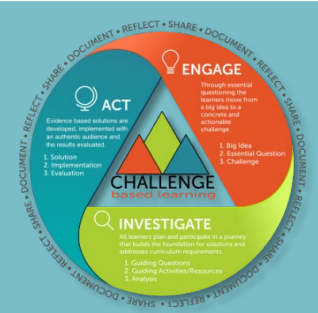 DOCUMENT • REFLECT • SHARE • DOCUMENT • REFLECT • SHARE • DOCUMENT • REFLECT • SHARE • DOCUMENT • REFLECT • SHARE •
ENGAGE
Through essential
questioning the
learners move from
a big idea to a
concrete and
actionable
challenge.
1. Big Idea
2. Essential Question
3. Challenge
ACT
Evidence based solutions are
developed, implemented with
an authentic audience and
the results evaluated.
1. Solution
2. Implementation
3. Evaluation
CHALLENGE
based learning
INVESTIGATE
All learners plan and participate in a journey
that builds the foundation for solutions and
addresses curriculum requirements.
1. Guiding Questions
2. Guiding Activities/Resources
3. Analysis